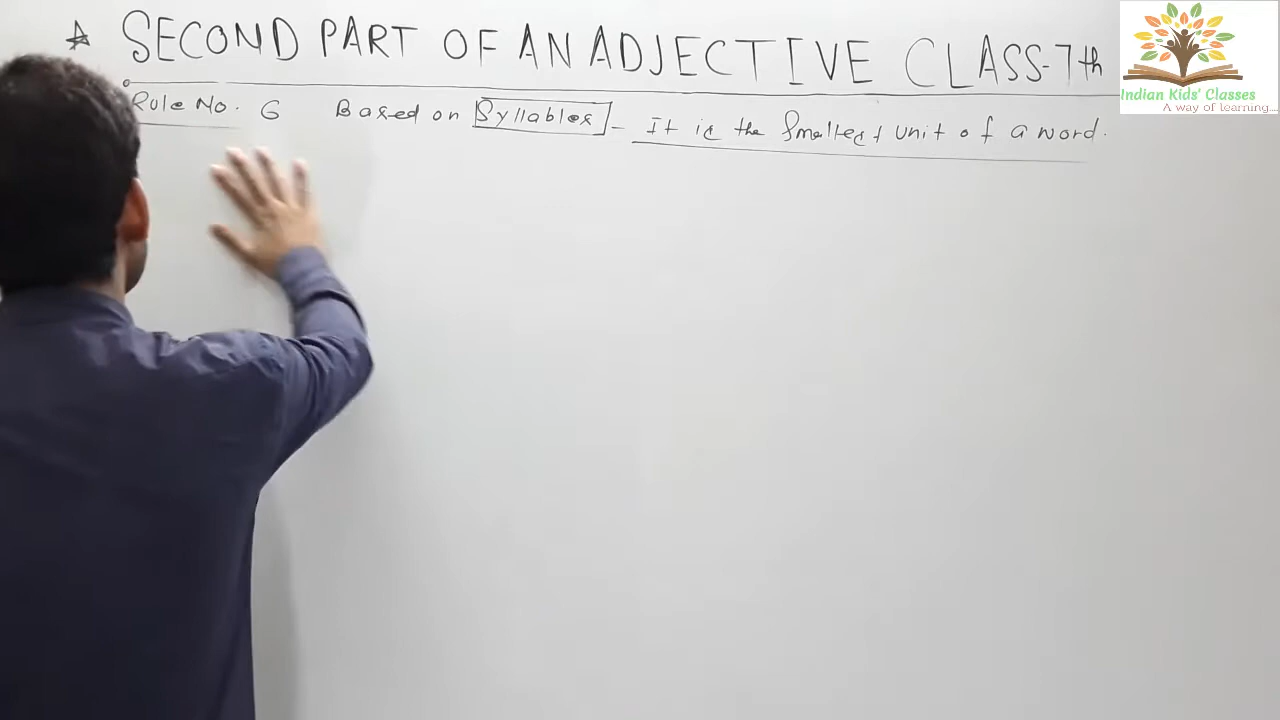 ☆ SECOND PART OF AN ADJECTIVE CLASS-7th
Rule No. 6 Based on Syllables - It is the Smallest unit of a word.
Indian Kids' Classes
A way of learning...